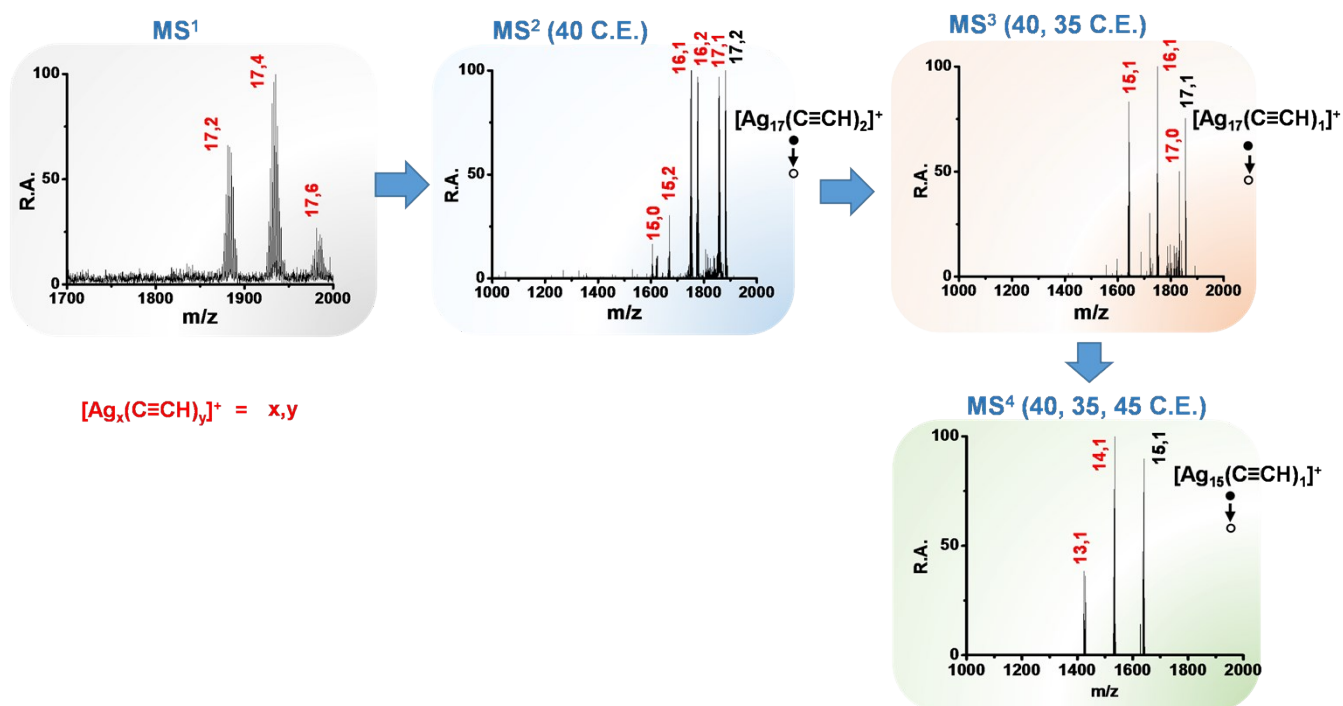 MS¹
R.A.
100
50
0
17,2
17,4
17,6
1700 1800 1900 2000
m/z
MS² (40 C.E.)
R.A.
100
50
0
15,0
15,2
16,1
16,2
17,1
17,2
1000 1200 1400 1600 1800 2000
m/z
[Ag₁₇(C≡CH)₂]⁺
MS³ (40, 35 C.E.)
R.A.
100
50
0
15,1
16,1
17,0
17,1
1000 1200 1400 1600 1800 2000
m/z
[Ag₁₇(C≡CH)₁]⁺
[Agₓ(C≡CH)ᵧ]⁺ = x,y
MS⁴ (40, 35, 45 C.E.)
R.A.
100
50
0
13,1
14,1
15,1
1000 1200 1400 1600 1800 2000
m/z
[Ag₁₅(C≡CH)₁]⁺